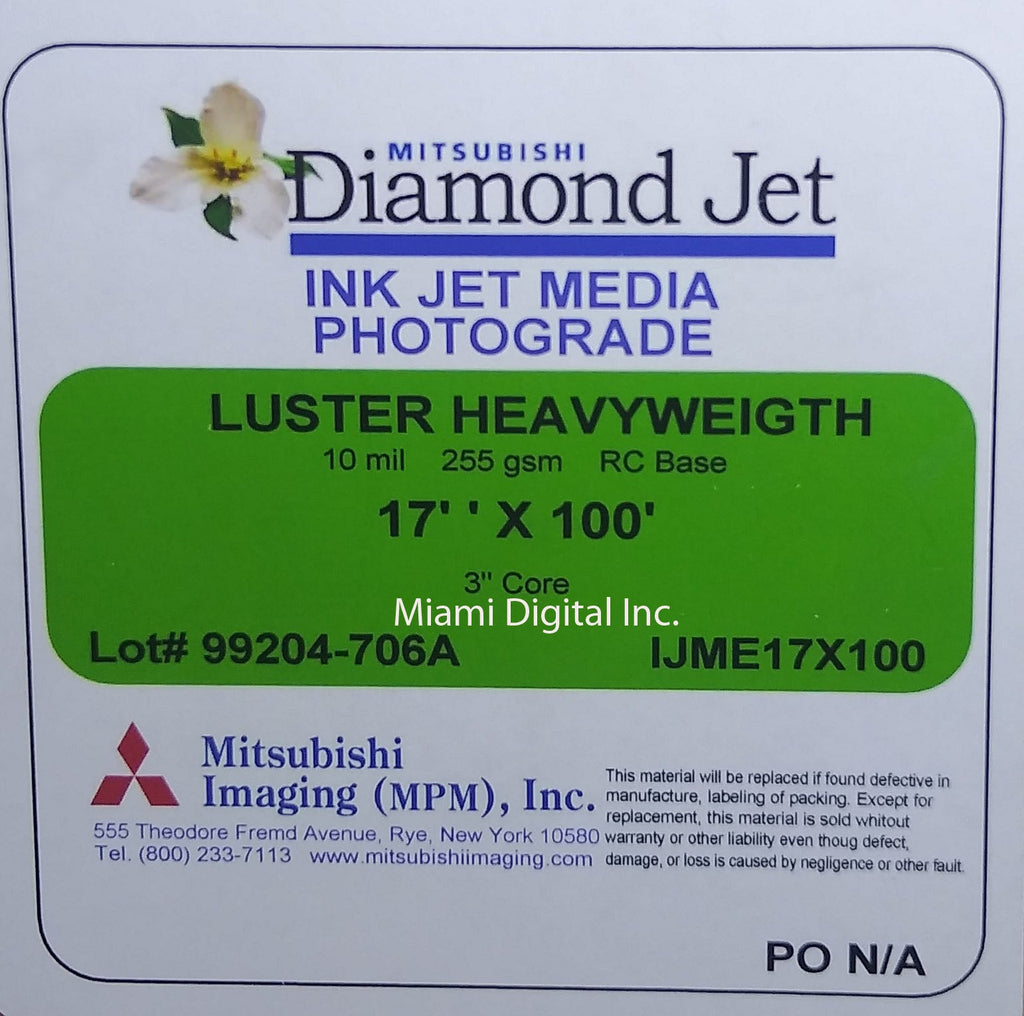 MITSUBISHI
Diamond Jet
INK JET MEDIA
PHOTOGRADE
LUSTER HEAVYWEIGTH
10 mil 255 gsm RC Base
17' ' X 100'
3" Core
Miami Digital Inc.
Lot# 99204-706A IJME17X100
Mitsubishi
Imaging (MPM), Inc.
555 Theodore Fremd Avenue, Rye, New York 10580
Tel. (800) 233-7113 www.mitsubishiimaging.com
This material will be replaced if found defective in
manufacture, labeling of packing. Except for
replacement, this material is sold whitout
warranty or other liability even thoug defect,
damage, or loss is caused by negligence or other fault.
PO N/A